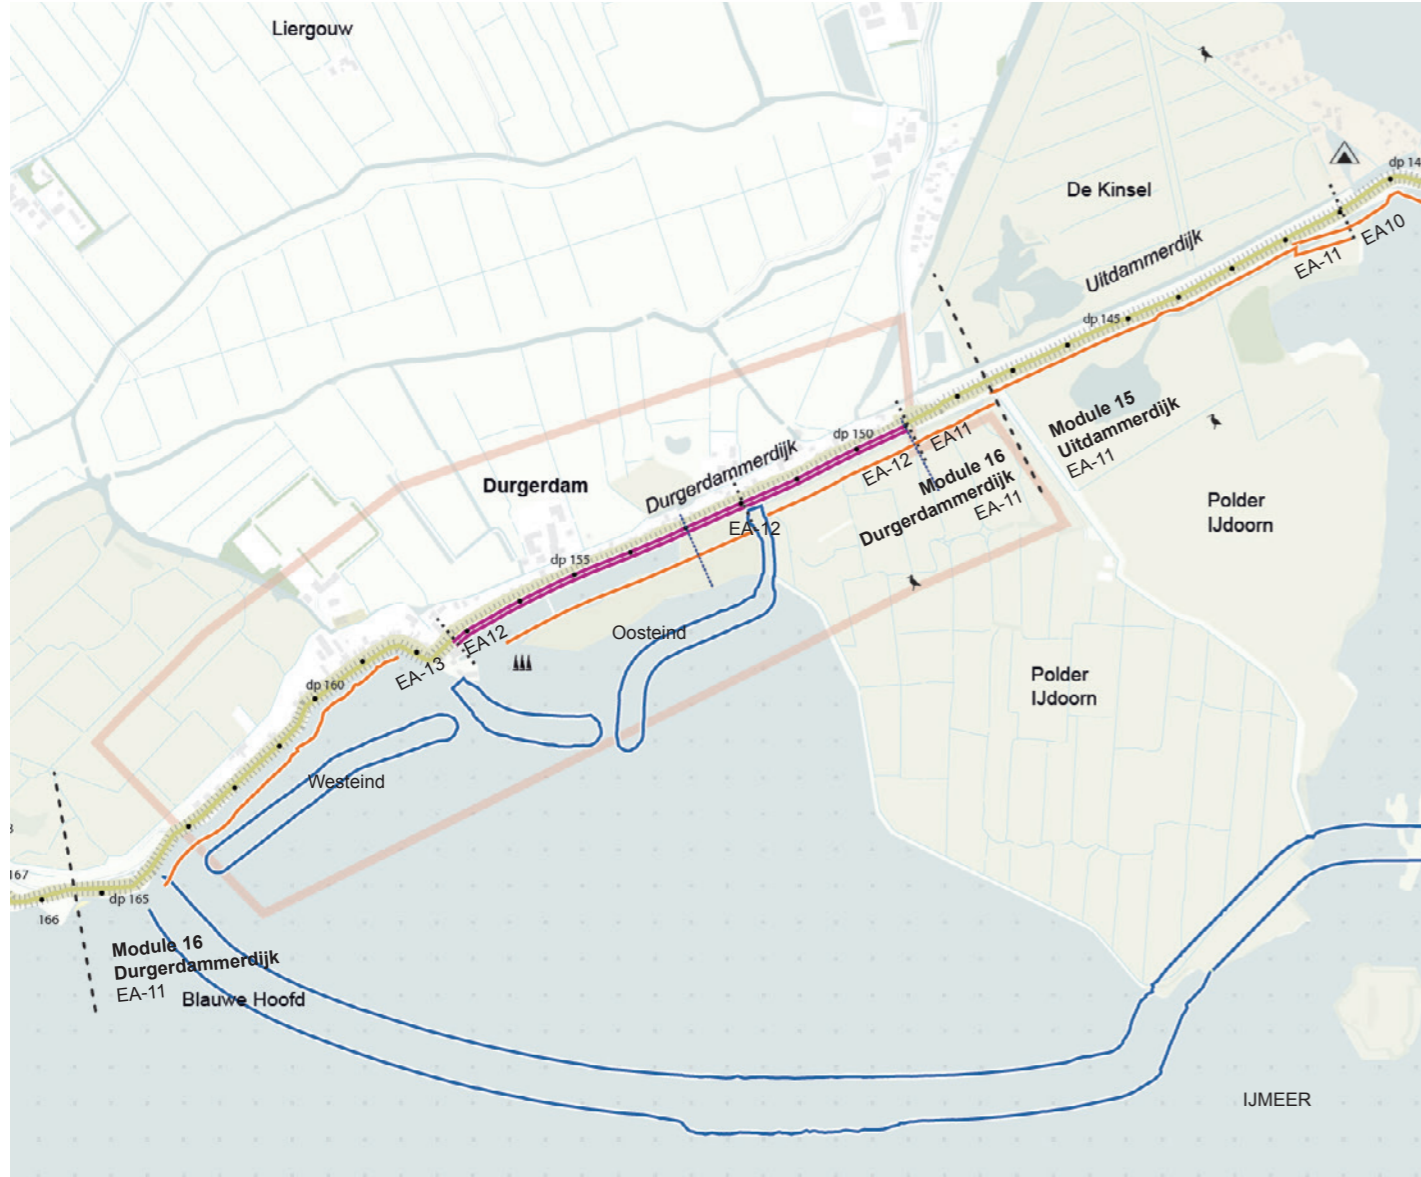 Liergouw
De Kinsel
dp 14
EA10
EA-11
Uitdammerdijk
dp 145
Module 15
Uitdammerdijk
EA-11
Polder
IJdoorn
dp 150
EA11
EA-12
Module 16
Durgerdammerdijk
EA-11
Durgerdammerdijk
Durgerdam
EA-12
dp 155
Oosteind
EA12
EA-13
Polder
IJdoorn
dp 160
Westeind
167
166
dp 165
Module 16
Durgerdammerdijk
EA-11
Blauwe Hoofd
IJMEER